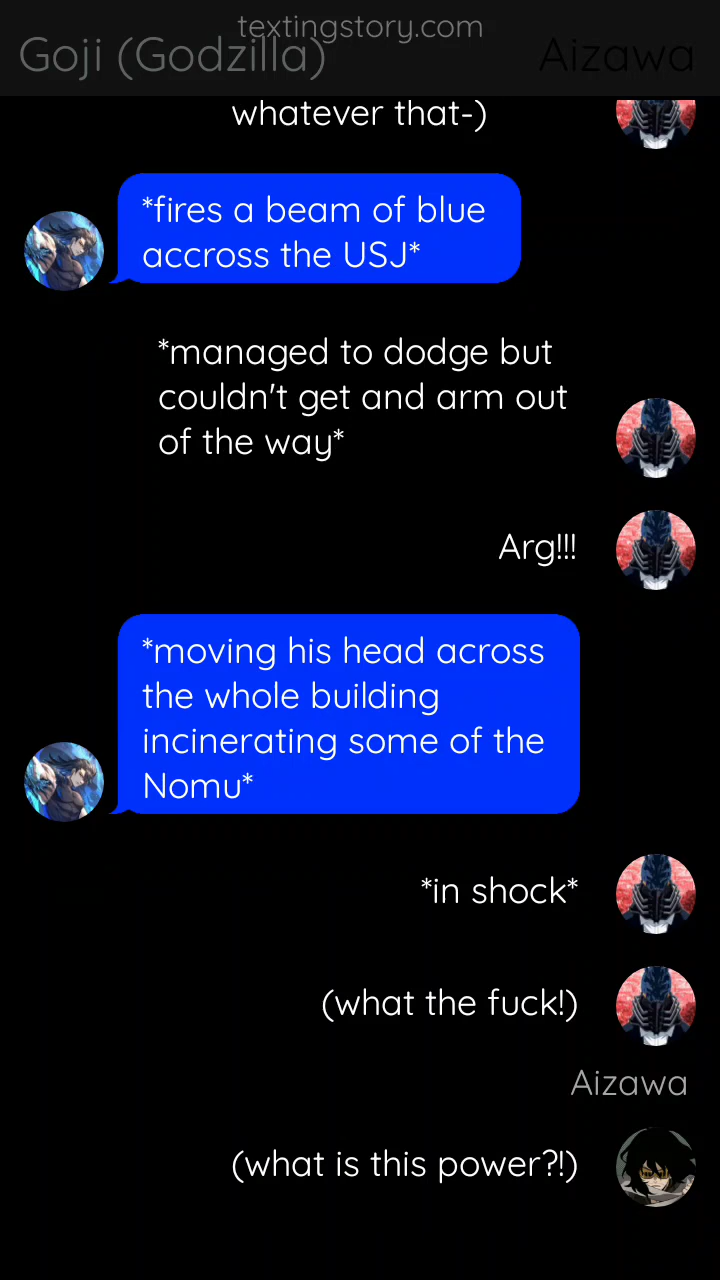 textingstory.com
Goji (Godzilla)
Aizawa
whatever that-)
*fires a beam of blue
accross the USJ*
*managed to dodge but
couldn't get and arm out
of the way*
Arg!!!
*moving his head across
the whole building
incinerating some of the
Nomu*
*in shock*
(what the fuck!)
Aizawa
(what is this power?!)